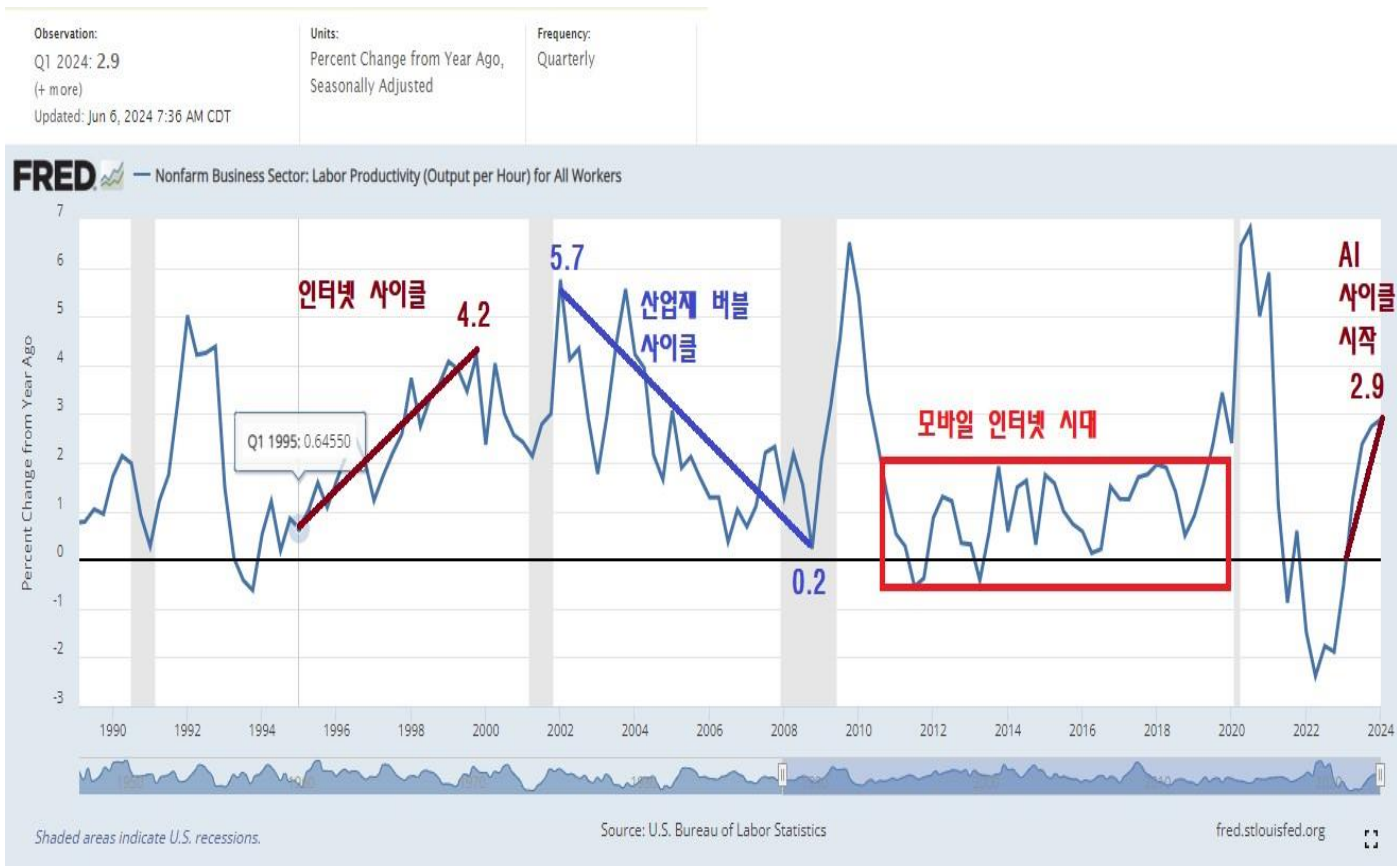 Observation:
Q1 2024: 2.9
(+ more)
Updated: Jun 6, 2024 7:36 AM CDT
Units:
Percent Change from Year Ago,
Seasonally Adjusted
Frequency:
Quarterly
FRED
Nonfarm Business Sector: Labor Productivity (Output per Hour) for All Workers
Percent Change from Year Ago
7
6
5
4
3
2
1
0
-1
-2
-3
인터넷 사이클
4.2
Q1 1995: 0.64550
5.7
산업재 버블
사이클
0.2
모바일 인터넷 시대
AI
사이클
시작
2.9
1990
1992
1994
1996
1998
2000
2002
2004
2006
2008
2010
2012
2014
2016
2018
2020
2022
2024
Shaded areas indicate U.S. recessions.
Source: U.S. Bureau of Labor Statistics
fred.stlouisfed.org